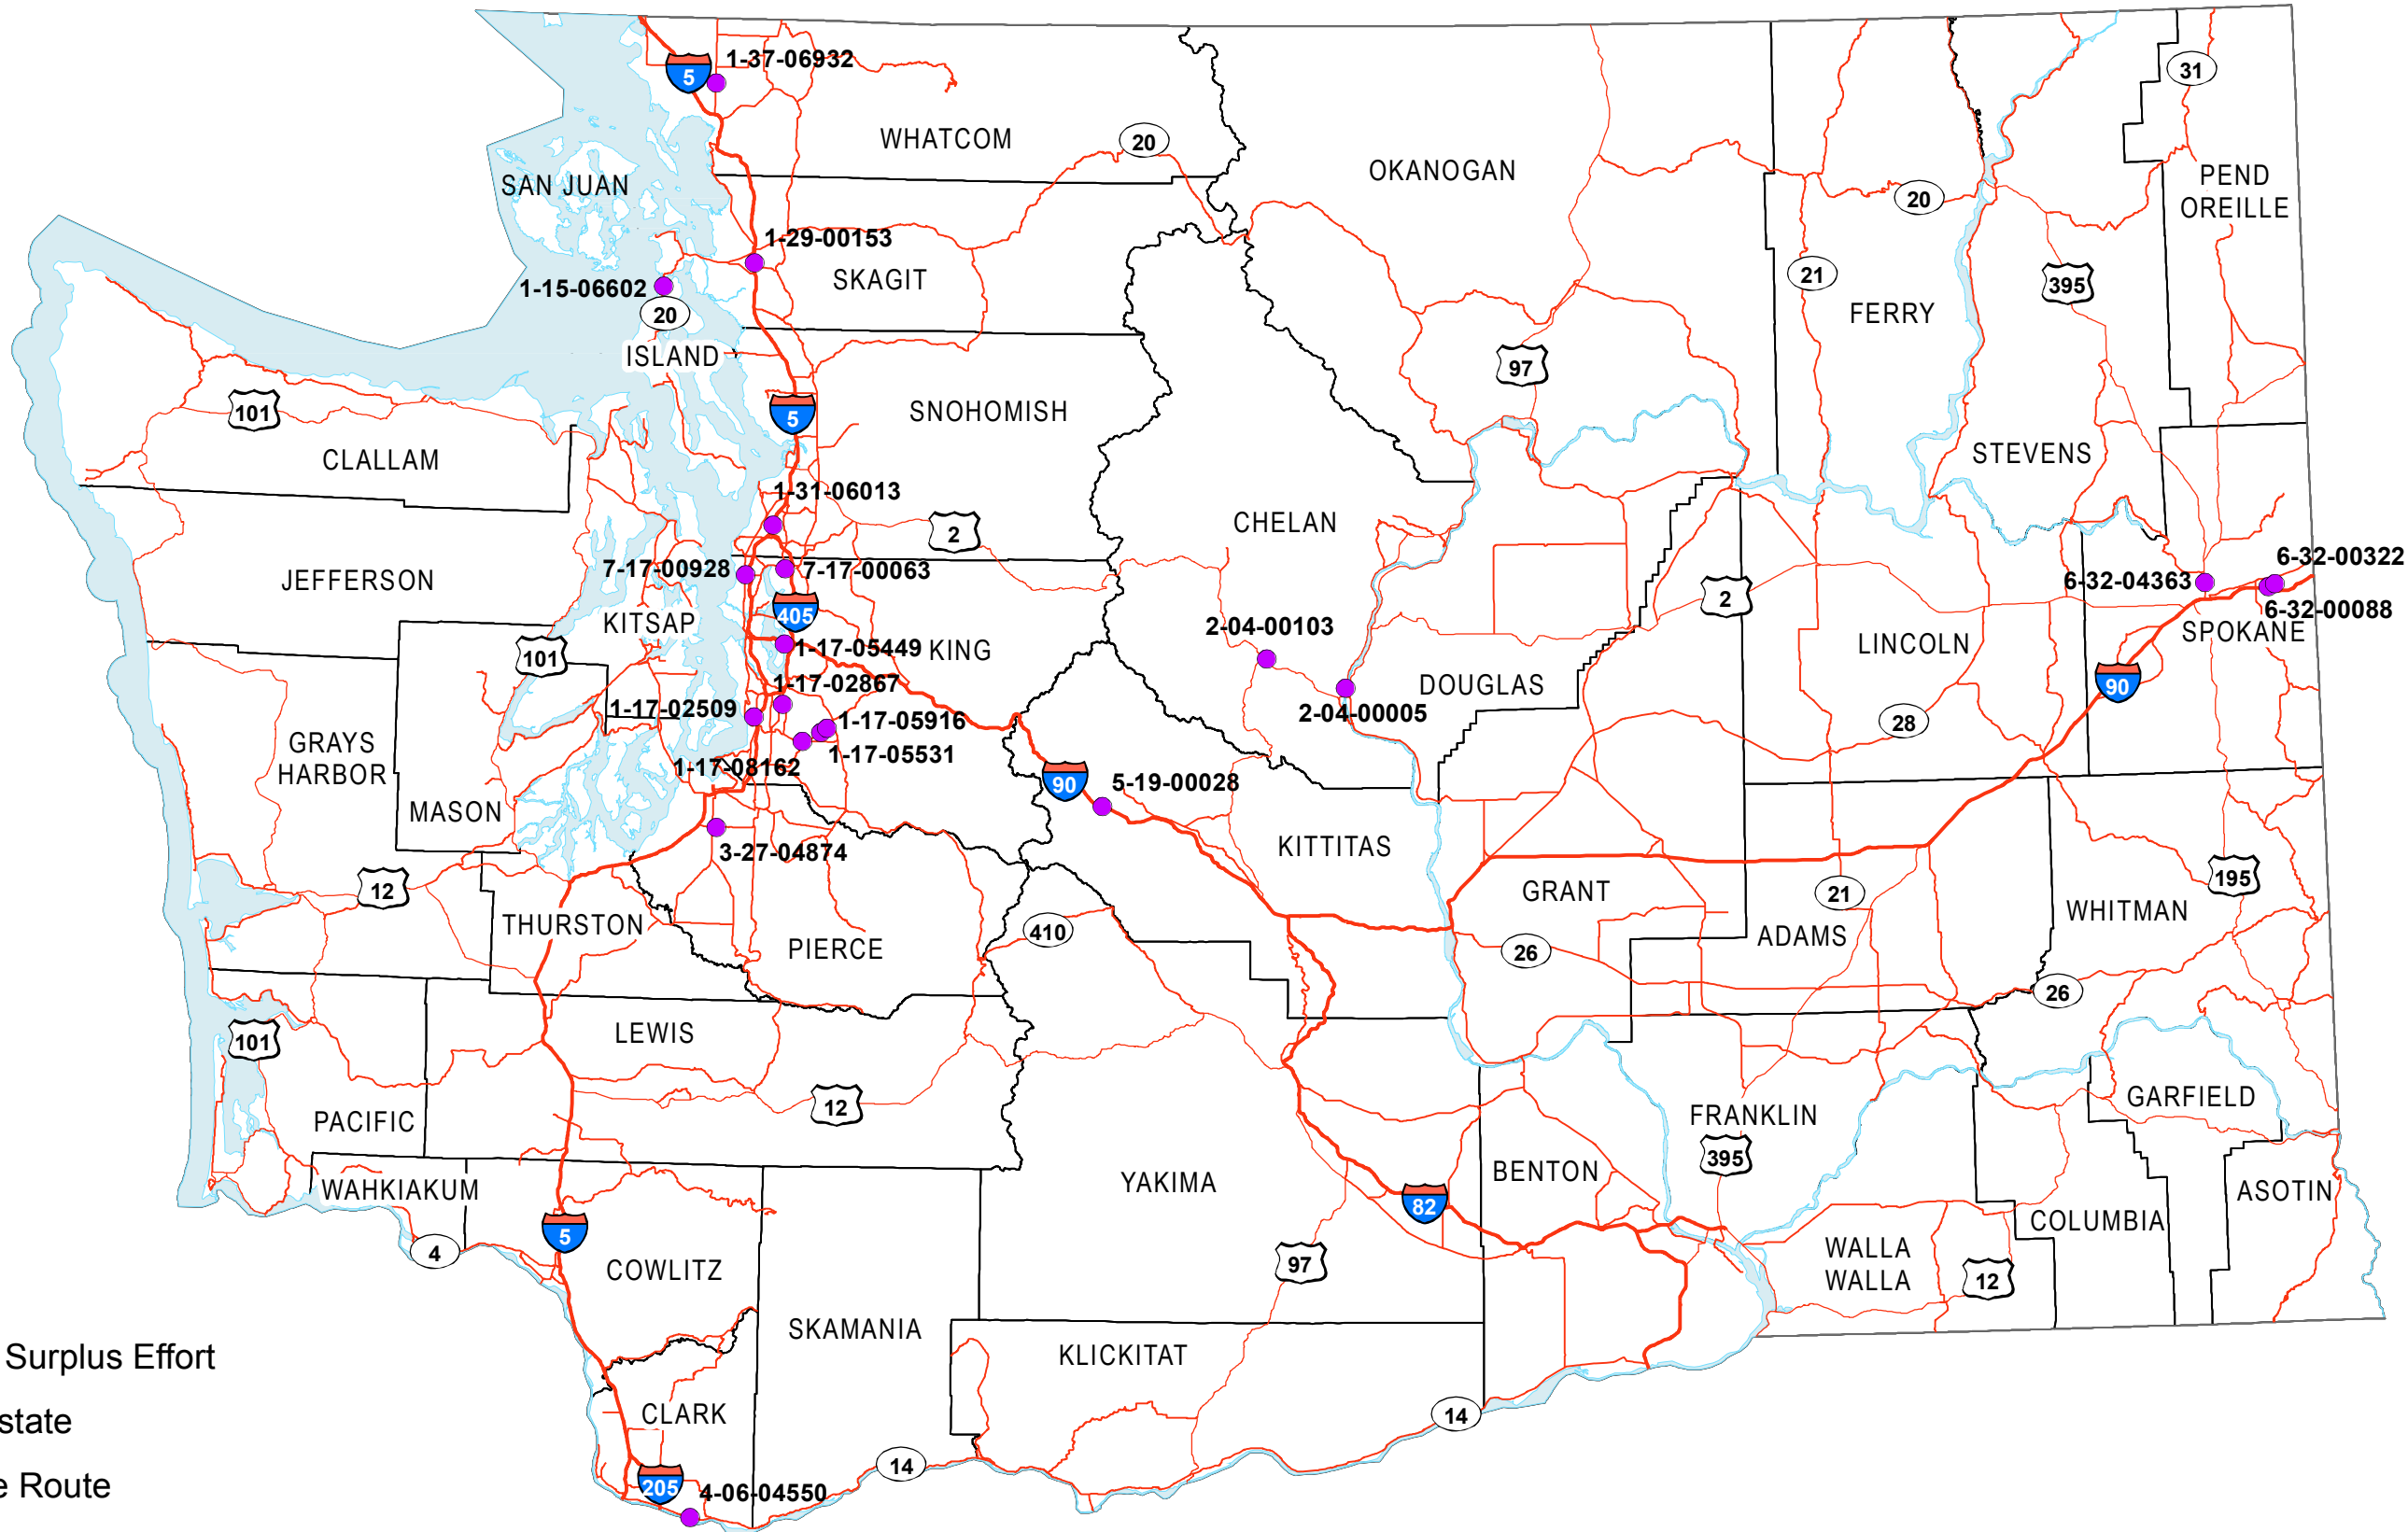 1-37-06932
5
31
WHATCOM
20
OKANOGAN
SAN JUAN
PEND
OREILLE
20
1-29-00153
SKAGIT
21
395
1-15-06602
20
FERRY
ISLAND
97
101
5
SNOHOMISH
CLALLAM
STEVENS
1-31-06013
CHELAN
2
6-32-00322
7-17-00928
7-17-00063
6-32-04363
JEFFERSON
2
405
6-32-00088
KITSAP
2-04-00103
SPOKANE
101
1-17-05449
KING
LINCOLN
1-17-02867
DOUGLAS
90
1-17-02509
2-04-00005
1-17-05916
28
GRAYS
HARBOR
1-17-05531
1-17-08162
90
5-19-00028
MASON
KITTITAS
3-27-04874
12
GRANT
21
195
THURSTON
410
WHITMAN
PIERCE
26
ADAMS
26
101
LEWIS
12
GARFIELD
PACIFIC
FRANKLIN
395
YAKIMA
BENTON
WAHKIAKUM
ASOTIN
82
COLUMBIA
5
4
97
WALLA
WALLA
12
COWLITZ
SKAMANIA
KLICKITAT
Surplus Effort
CLARK
14
state
14
205
e Route
4-06-04550